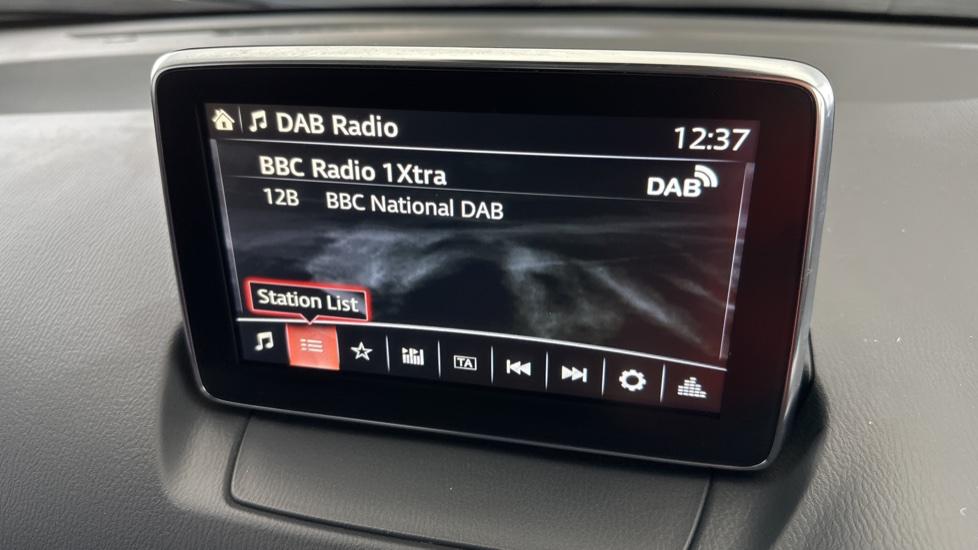 DAB Radio
12:37
BBC Radio 1Xtra
DAB
12B BBC National DAB
Station List
TA